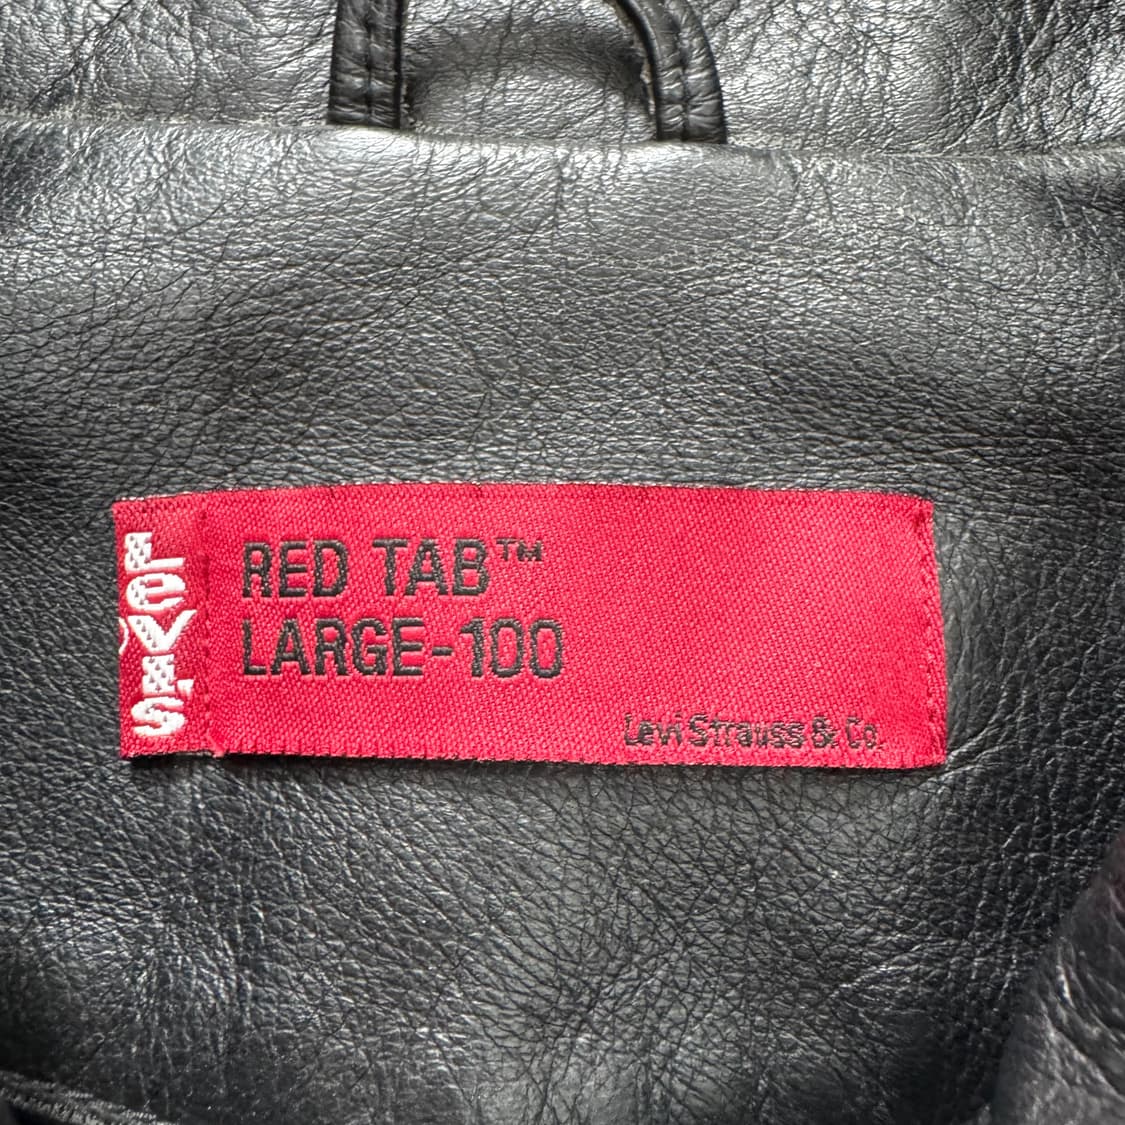 LEVI'S
RED TAB™
LARGE-100
Levi Strauss & Co.